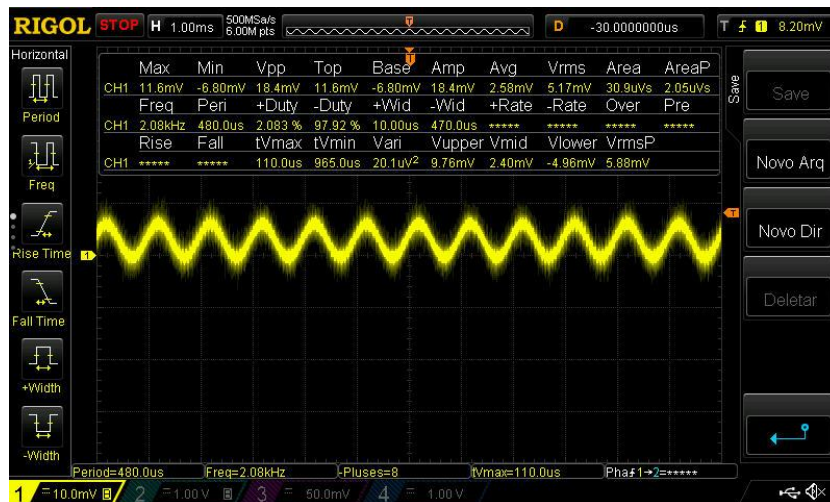 RIGOL STOP H 1.00ms 500MSa/s 6.00M pts D -30.0000000us T 1 8.20mV
Horizontal
Period
Freq
Rise Time
Fall Time
+Width
-Width
Max Min Vpp Top Base Amp Avg Vrms Area AreaP
CH1 11.6mV -6.80mV 18.4mV 11.6mV -6.80mV 18.4mV 2.58mV 5.17mV 30.9uVs 2.05uVs
Freq Peri +Duty -Duty +Wid -Wid +Rate -Rate Over Pre
CH1 2.08kHz 480.0us 2.083 % 97.92 % 10.00us 470.0us ***** ***** ***** *****
Rise Fall tVmax tVmin Vari Vupper Vmid Vlower VrmsP
CH1 ***** ***** 110.0us 965.0us 20.1uV² 9.76mV 2.40mV -4.96mV 5.88mV
T
1
T
Save
Save
Novo Arq
Novo Dir
Deletar
Period=480.0us Freq=2.08kHz -Pluses=8 tVmax=110.0us Pha 1→2=*****
1 = 10.0mV B 2 = 1.00 V B 3 = 50.0mV 4 = 1.00 V